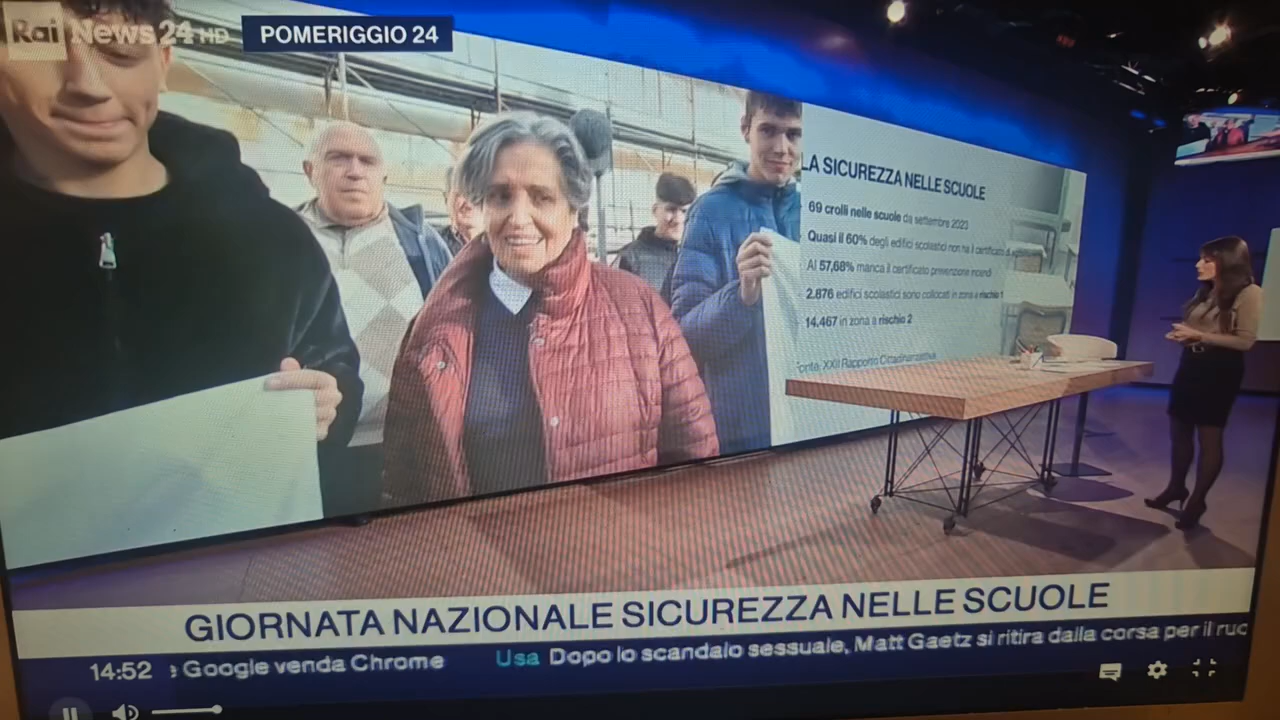 Rai News 24 HD
POMERIGGIO 24
LA SICUREZZA NELLE SCUOLE
69 crolli nelle scuole da settembre 2023
Quasi il 60% degli edifici scolastici non ha il certificato
Al 57,68% manca il certificato prevenzione incendi
2.876 edifici scolastici sono collocati in zona a rischio 1
14.467 in zona a rischio 2
Fonte: XXII Rapporto Cittadinanzattiva
GIORNATA NAZIONALE SICUREZZA NELLE SCUOLE
14:52 e Google venda Chrome Usa Dopo lo scandalo sessuale, Matt Gaetz si ritira dalla corsa per il ruo